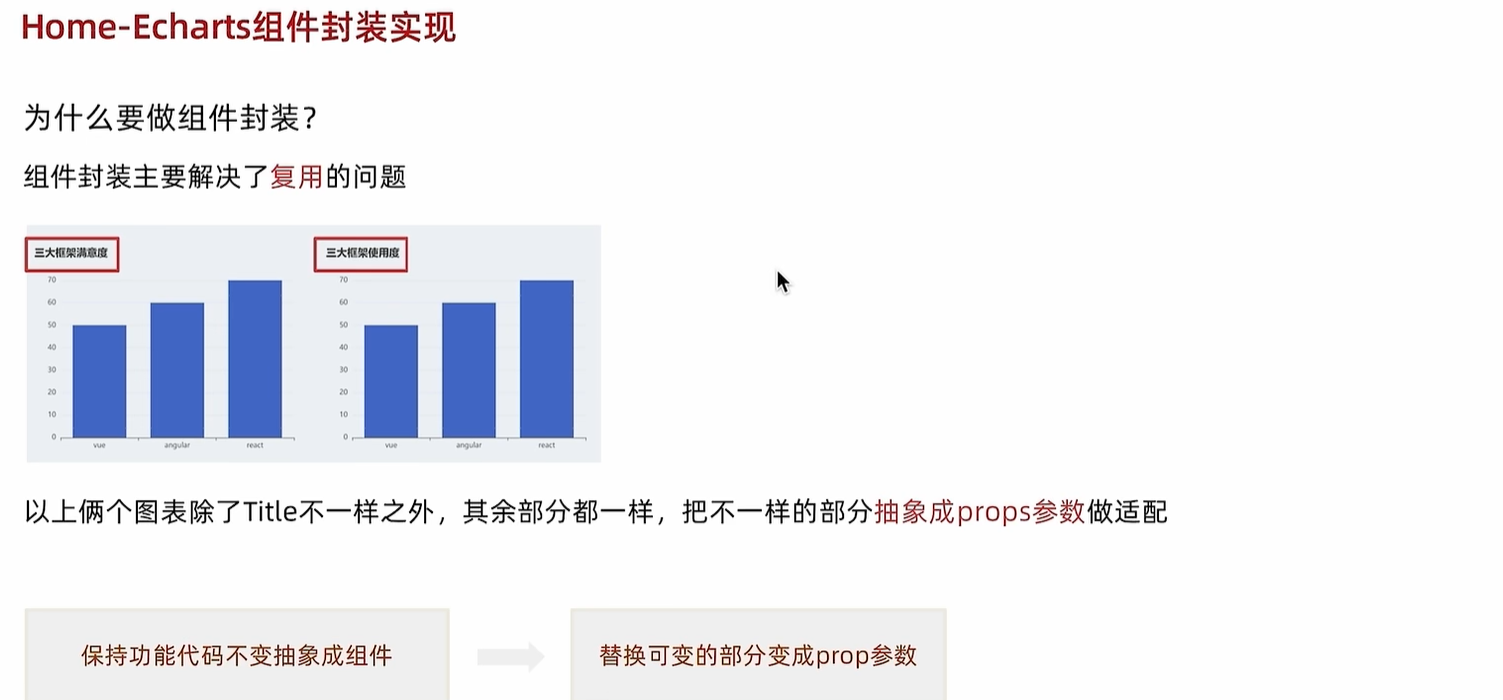 Home-Echarts组件封装实现
为什么要做组件封装?
组件封装主要解决了复用的问题
三大框架满意度
70
60
50
40
30
20
10
0
vue angular react
三大框架使用度
70
60
50
40
30
20
10
0
vue angular react
以上俩个图表除了Title不一样之外，其余部分都一样，把不一样的部分抽象成props参数做适配
保持功能代码不变抽象成组件
替换可变的部分变成prop参数